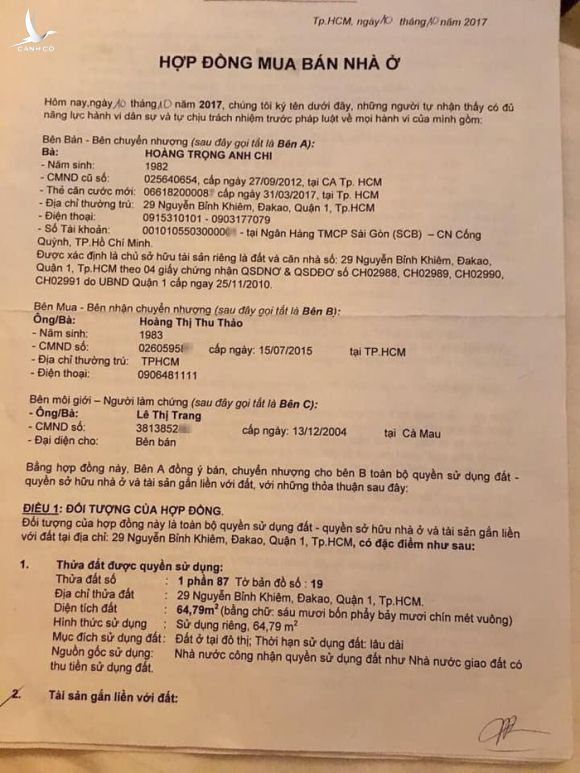 CANHCO
Tp.HCM, ngày 10 tháng 10 năm 2017
HỢP ĐÒNG MUA BÁN NHÀ Ở
Hôm nay,ngày 10 tháng 10 năm 2017, chúng tôi ký tên dưới đây, những người tự nhận thấy có đủ
năng lực hành vi dân sự và tự chịu trách nhiệm trước pháp luật về mọi hành vi của mình gồm:
Bên Bán - Bên chuyển nhượng (sau đây gọi tắt là Bên A):
Bà: HOÀNG TRỌNG ANH CHI
- Năm sinh: 1982
- CMND cũ số: 025640654, cấp ngày 27/09/2012, tại CA Tp. HCM
- Thẻ căn cước mới: 06618200008 cấp ngày 31/03/2017, tại Tp. HCM
- Địa chỉ thường trú: 29 Nguyễn Bỉnh Khiêm, Đakao, Quận 1, Tp.HCM
- Điện thoại: 0915310101 - 0903177079
- Số Tài khoản: 00101055030000 - tại Ngân Hàng TMCP Sài Gòn (SCB) – CN Cống
Quỳnh, TP.Hồ Chí Minh.
Được xác định là chủ sở hữu tài sản riêng là đất và căn nhà số: 29 Nguyễn Bỉnh Khiêm, Đakao,
Quận 1, Tp.HCM theo 04 giấy chứng nhận QSDNƠ & QSDĐƠ số CH02988, CH02989, CH02990,
CH02991 do UBND Quận 1 cấp ngày 25/11/2010.
Bên Mua - Bên nhận chuyển nhượng (sau đây gọi tắt là Bên B):
Ông/Bà: Hoàng Thị Thu Thảo
- Năm sinh: 1983
- CMND số: 0260595 cấp ngày: 15/07/2015 tại TP.HCM
- Địa chỉ thường trú: TPHCM
- Điện thoại: 0906481111
Bên môi giới – Người làm chứng (sau đây gọi tắt là Bên C):
- Ông/Bà: Lê Thị Trang
- CMND số: 3813852 cấp ngày: 13/12/2004 tại Cà Mau
- Đại diện cho: Bên bán
Bằng hợp đồng này, Bên A đồng ý bán, chuyển nhượng cho bên B toàn bộ quyền sử dụng đất -
quyền sở hữu nhà ở và tài sản gắn liền với đất, với những thỏa thuận sau đây:
ĐIỀU 1: ĐỐI TƯỢNG CỦA HỢP ĐỒNG.
Đối tượng của hợp đồng này là toàn bộ quyền sử dụng đất - quyền sở hữu nhà ở và tài sản gắn liền
với đất tại địa chỉ: 29 Nguyễn Bỉnh Khiêm, Đakao, Quận 1, Tp.HCM, có đặc điểm như sau:
1. Thửa đất được quyền sử dụng:
Thửa đất số : 1 phần 87 Tờ bản đồ số : 19
Địa chỉ thửa đất : 29 Nguyễn Bỉnh Khiêm, Đakao, Quận 1, Tp.HCM.
Diện tích đất : 64,79m² (bằng chữ: sáu mươi bốn phẩy bảy mươi chín mét vuông)
Hình thức sử dụng : Sử dụng riêng, 64,79 m²
Mục đích sử dụng đất: Đất ở tại đô thị; Thời hạn sử dụng đất: lâu dài
Nguồn gốc sử dụng: Nhà nước công nhận quyền sử dụng đất như Nhà nước giao đất có
thu tiền sử dụng đất.
2. Tài sản gắn liền với đất: